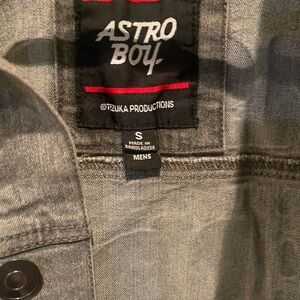 ASTRO
BOY
©TEZUKA PRODUCTIONS
S
MADE IN
BANGLADESH
MENS